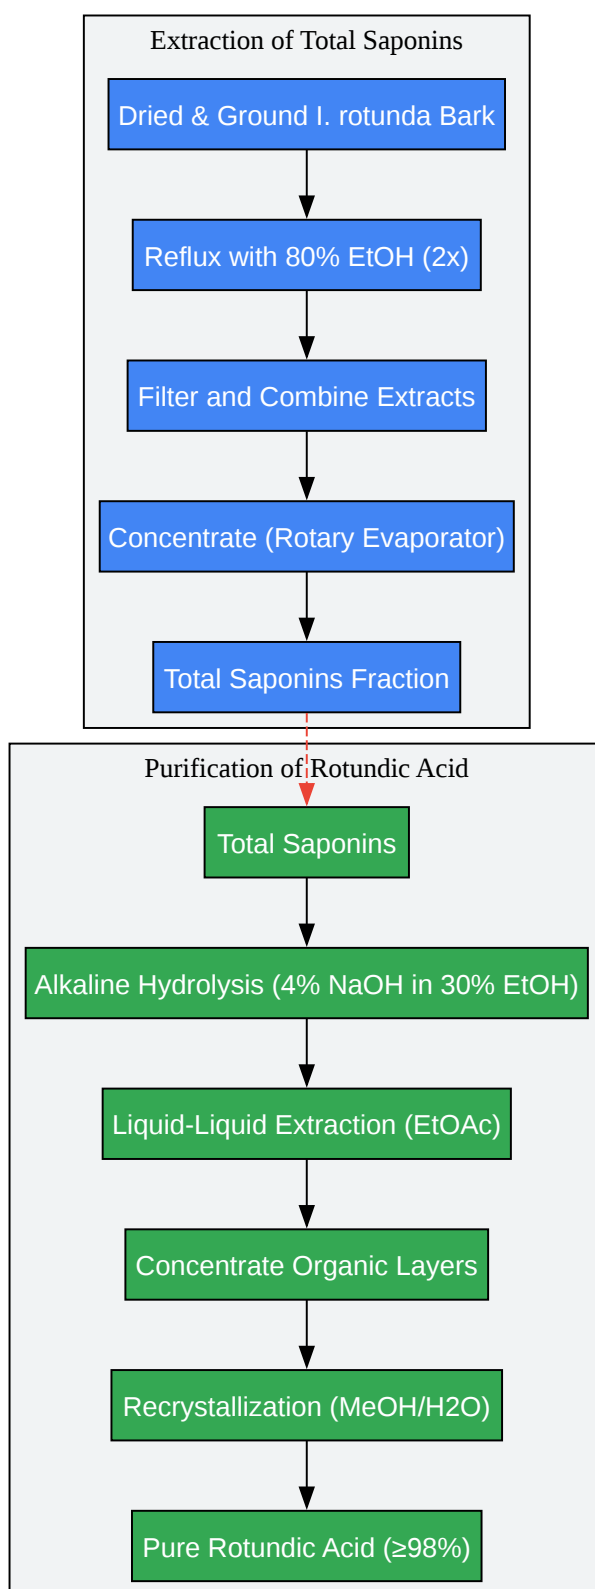 Extraction of Total Saponins
Dried & Ground I. rotunda Bark
Reflux with 80% EtOH (2x)
Filter and Combine Extracts
Concentrate (Rotary Evaporator)
Total Saponins Fraction
Purification of Rotundic Acid
Total Saponins
Alkaline Hydrolysis (4% NaOH in 30% EtOH)
Liquid-Liquid Extraction (EtOAc)
Concentrate Organic Layers
Recrystallization (MeOH/H2O)
Pure Rotundic Acid (≥98%)